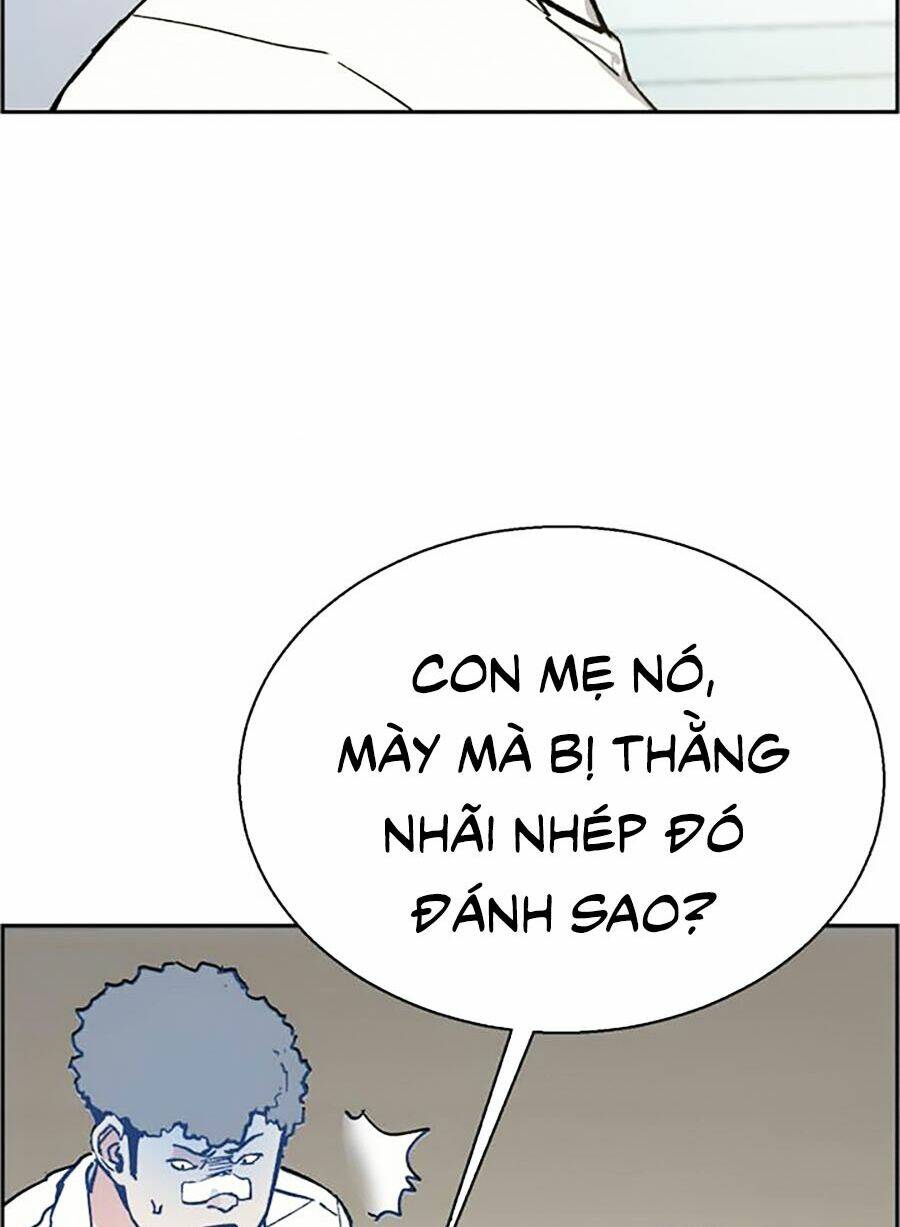 CON MẸ NÓ,
MÀY MÀ BỊ THẰNG
NHÃI NHÉP ĐÓ
ĐÁNH SAO?